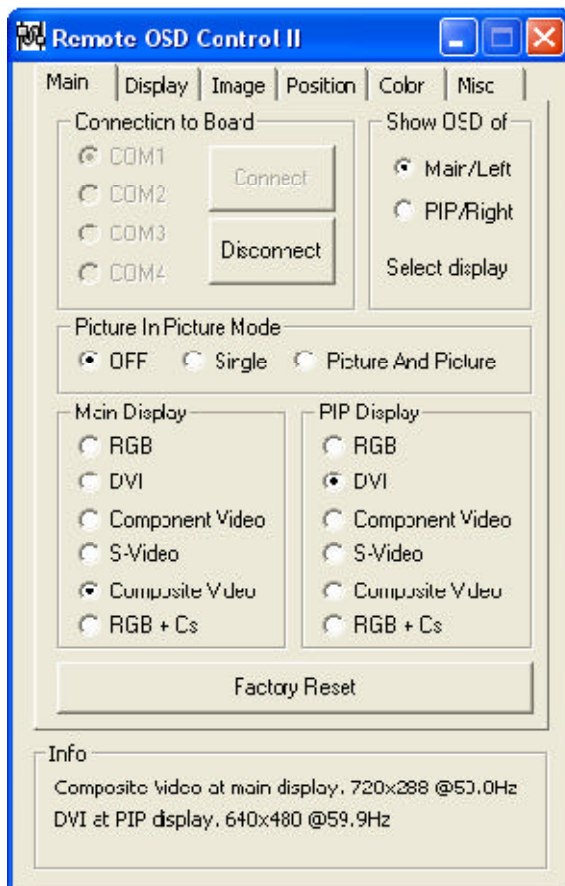 Remote OSD Control II
Main Display Image Position Color Misc
Connection to Board
COM1
COM2
COM3
COM4
Connect
Disconnect
Show OSD of
Main/Left
PIP/Right
Select display
Picture In Picture Mode
OFF Single Picture And Picture
Main Display
RGB
DVI
Component Video
S-Video
Composite Video
RGB + Cs
PIP Display
RGB
DVI
Component Video
S-Video
Composite Video
RGB + Cs
Factory Reset
Info
Composite Video at main display. 720x288 @50.0Hz
DVI at PIP display. 640x480 @59.9Hz